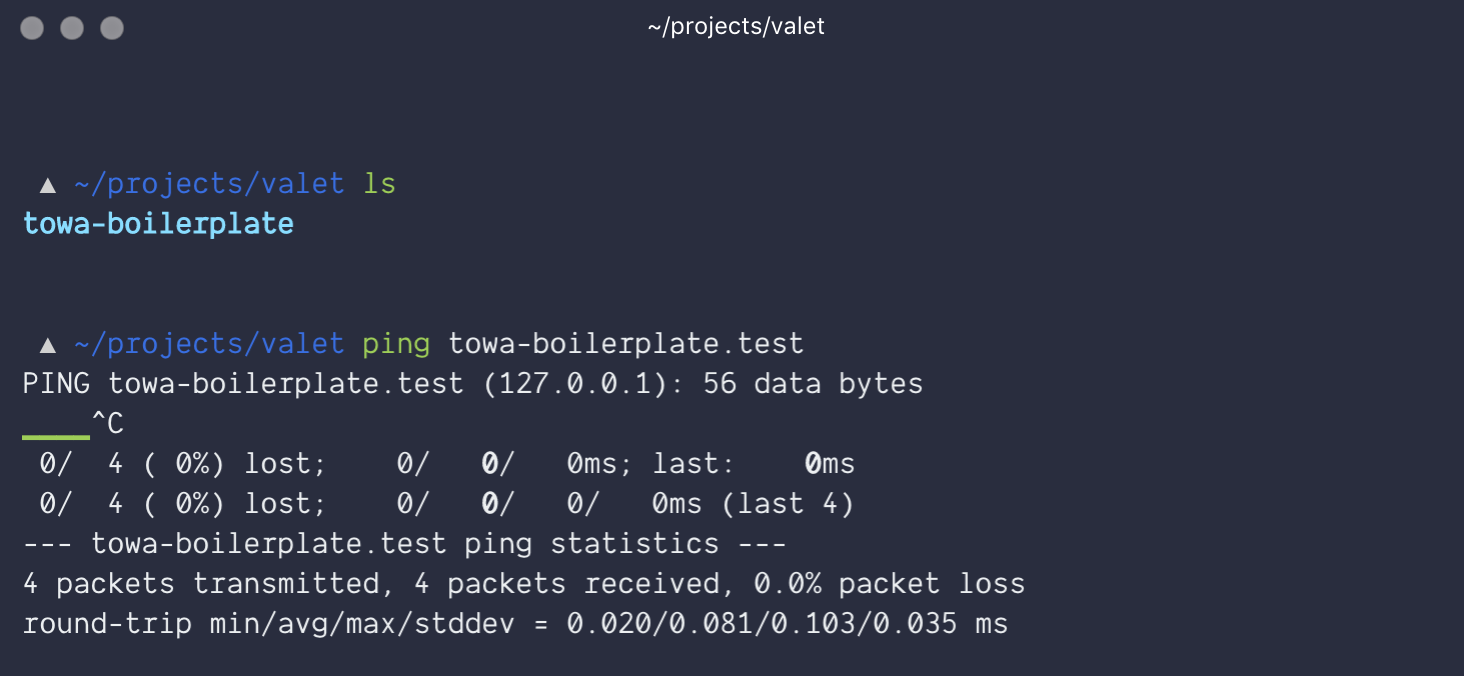 ~/projects/valet
▲ ~/projects/valet ls
towa-boilerplate
▲ ~/projects/valet ping towa-boilerplate.test
PING towa-boilerplate.test (127.0.0.1): 56 data bytes
____^C
 0/  4 ( 0%) lost;    0/   0/   0ms; last:    0ms
 0/  4 ( 0%) lost;    0/   0/   0/   0ms (last 4)
--- towa-boilerplate.test ping statistics ---
4 packets transmitted, 4 packets received, 0.0% packet loss
round-trip min/avg/max/stddev = 0.020/0.081/0.103/0.035 ms